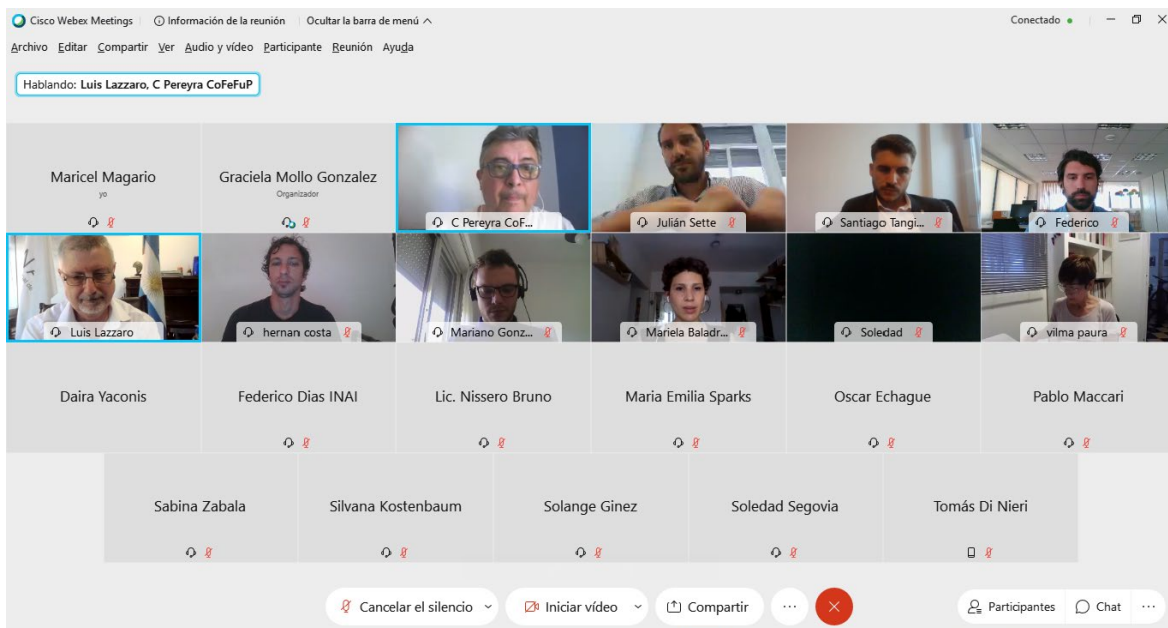 Cisco Webex Meetings
Información de la reunión
Ocultar la barra de menú
Conectado
Archivo Editar Compartir Ver Audio y vídeo Participante Reunión Ayuda
Hablando: Luis Lazzaro, C Pereyra CoFeFuP
Maricel Magario
yo
Graciela Mollo Gonzalez
Organizador
C Pereyra CoF...
Julián Sette
Santiago Tangi...
Federico
Luis Lazzaro
hernan costa
Mariano Gonz...
Mariela Baladr...
Soledad
vilma paura
Daira Yaconis
Federico Dias INAI
Lic. Nissero Bruno
Maria Emilia Sparks
Oscar Echague
Pablo Maccari
Sabina Zabala
Silvana Kostenbaum
Solange Ginez
Soledad Segovia
Tomás Di Nieri
Cancelar el silencio
Iniciar vídeo
Compartir
...
Participantes
Chat
...